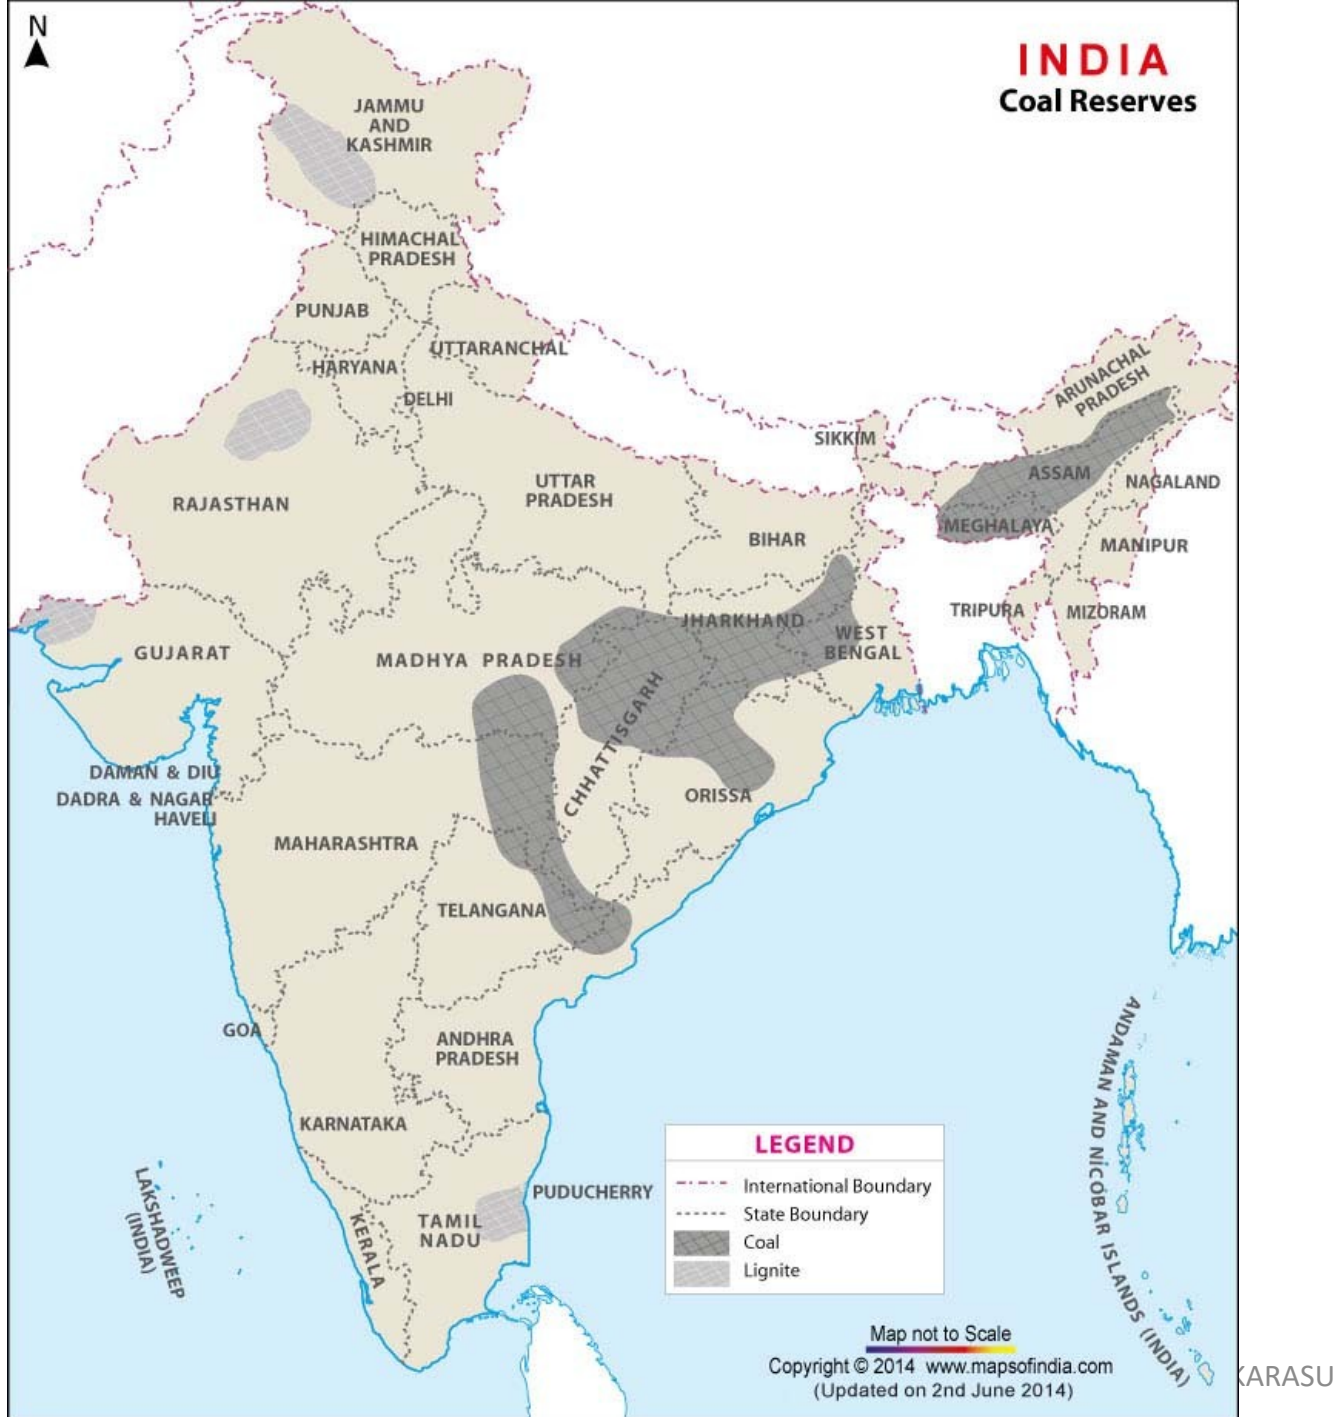 N
INDIA
Coal Reserves
JAMMU
AND
KASHMIR
HIMACHAL
PRADESH
PUNJAB
UTTARANCHAL
HARYANA
DELHI
ARUNACHAL
PRADESH
SIKKIM
ASSAM
NAGALAND
RAJASTHAN
UTTAR
PRADESH
MEGHALAYA
BIHAR
MANIPUR
TRIPURA
MIZORAM
JHARKHAND
WEST
BENGAL
GUJARAT
MADHYA PRADESH
CHHATTISGARH
DAMAN & DIU
DADRA & NAGAR
HAVELI
ORISSA
MAHARASHTRA
TELANGANA
GOA
ANDHRA
PRADESH
KARNATAKA
ANDAMAN AND NICOBAR ISLANDS (INDIA)
LAKSHADWEEP
(INDIA)
PUDUCHERRY
TAMIL
NADU
KERALA
LEGEND
International Boundary
State Boundary
Coal
Lignite
Map not to Scale
Copyright © 2014 www.mapsofindia.com
(Updated on 2nd June 2014)
KARASU